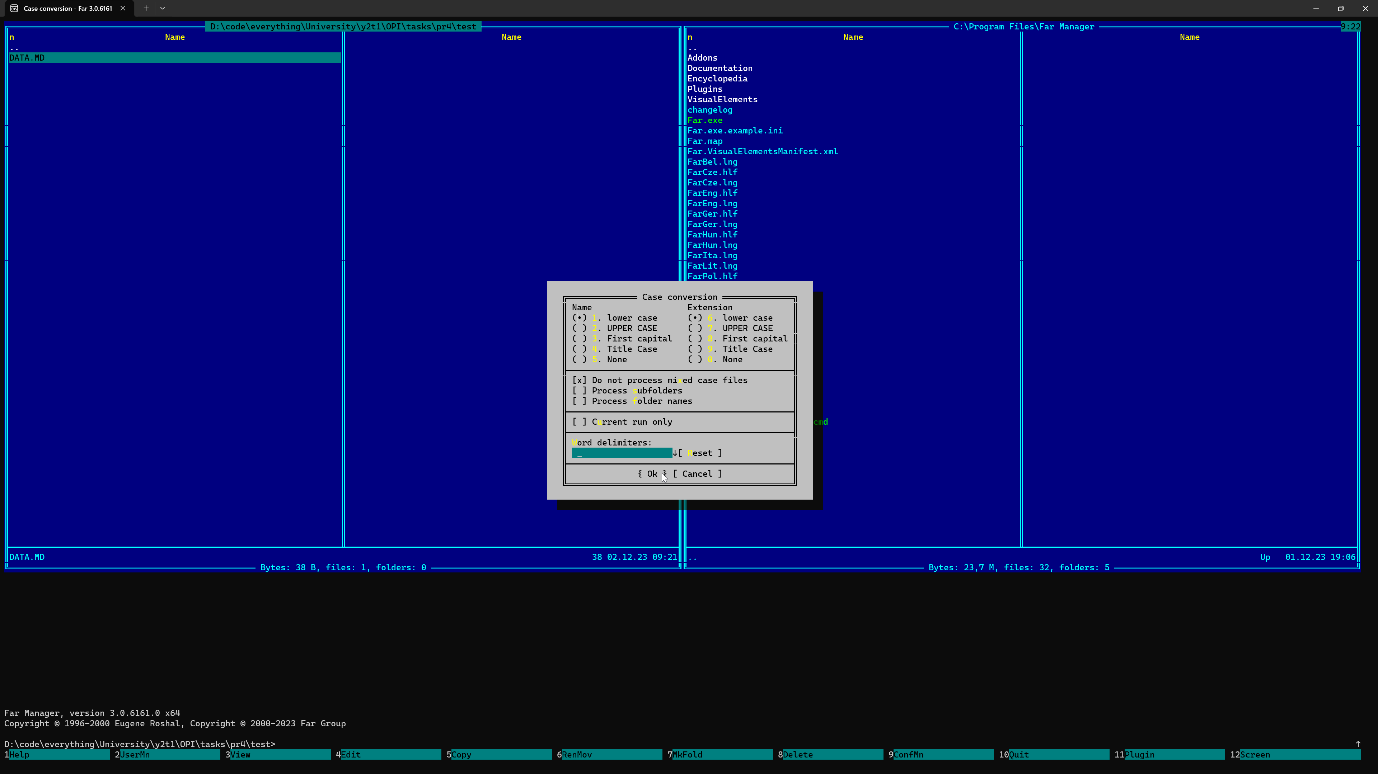 Case conversion - Far 3.0.6161
D:\code\everything\University\y2t1\OPI\tasks\pr4\test
n Name Name
..
DATA.MD
C:\Program Files\Far Manager 9:22
n Name Name
..
Addons
Documentation
Encyclopedia
Plugins
VisualElements
changelog
Far.exe
Far.exe.example.ini
Far.map
Far.VisualElementsManifest.xml
FarBel.lng
FarCze.hlf
FarCze.lng
FarEng.hlf
FarEng.lng
FarGer.hlf
FarGer.lng
FarHun.hlf
FarHun.lng
FarIta.lng
FarLit.lng
FarPol.hlf
cmd
Case conversion
Name Extension
(•) 1. lower case (•) 6. lower case
( ) 2. UPPER CASE ( ) 7. UPPER CASE
( ) 3. First capital ( ) 8. First capital
( ) 4. Title Case ( ) 9. Title Case
( ) 5. None ( ) 0. None
[x] Do not process mixed case files
[ ] Process subfolders
[ ] Process folder names
[ ] Current run only
Word delimiters:
_ ↓[ Reset ]
{ Ok } [ Cancel ]
DATA.MD 38 02.12.23 09:21
Bytes: 38 B, files: 1, folders: 0
.. Up 01.12.23 19:06
Bytes: 23,7 M, files: 32, folders: 5
Far Manager, version 3.0.6161.0 x64
Copyright © 1996-2000 Eugene Roshal, Copyright © 2000-2023 Far Group
D:\code\everything\University\y2t1\OPI\tasks\pr4\test> ↑
1Help 2UserMn 3View 4Edit 5Copy 6RenMov 7MkFold 8Delete 9ConfMn 10Quit 11Plugin 12Screen